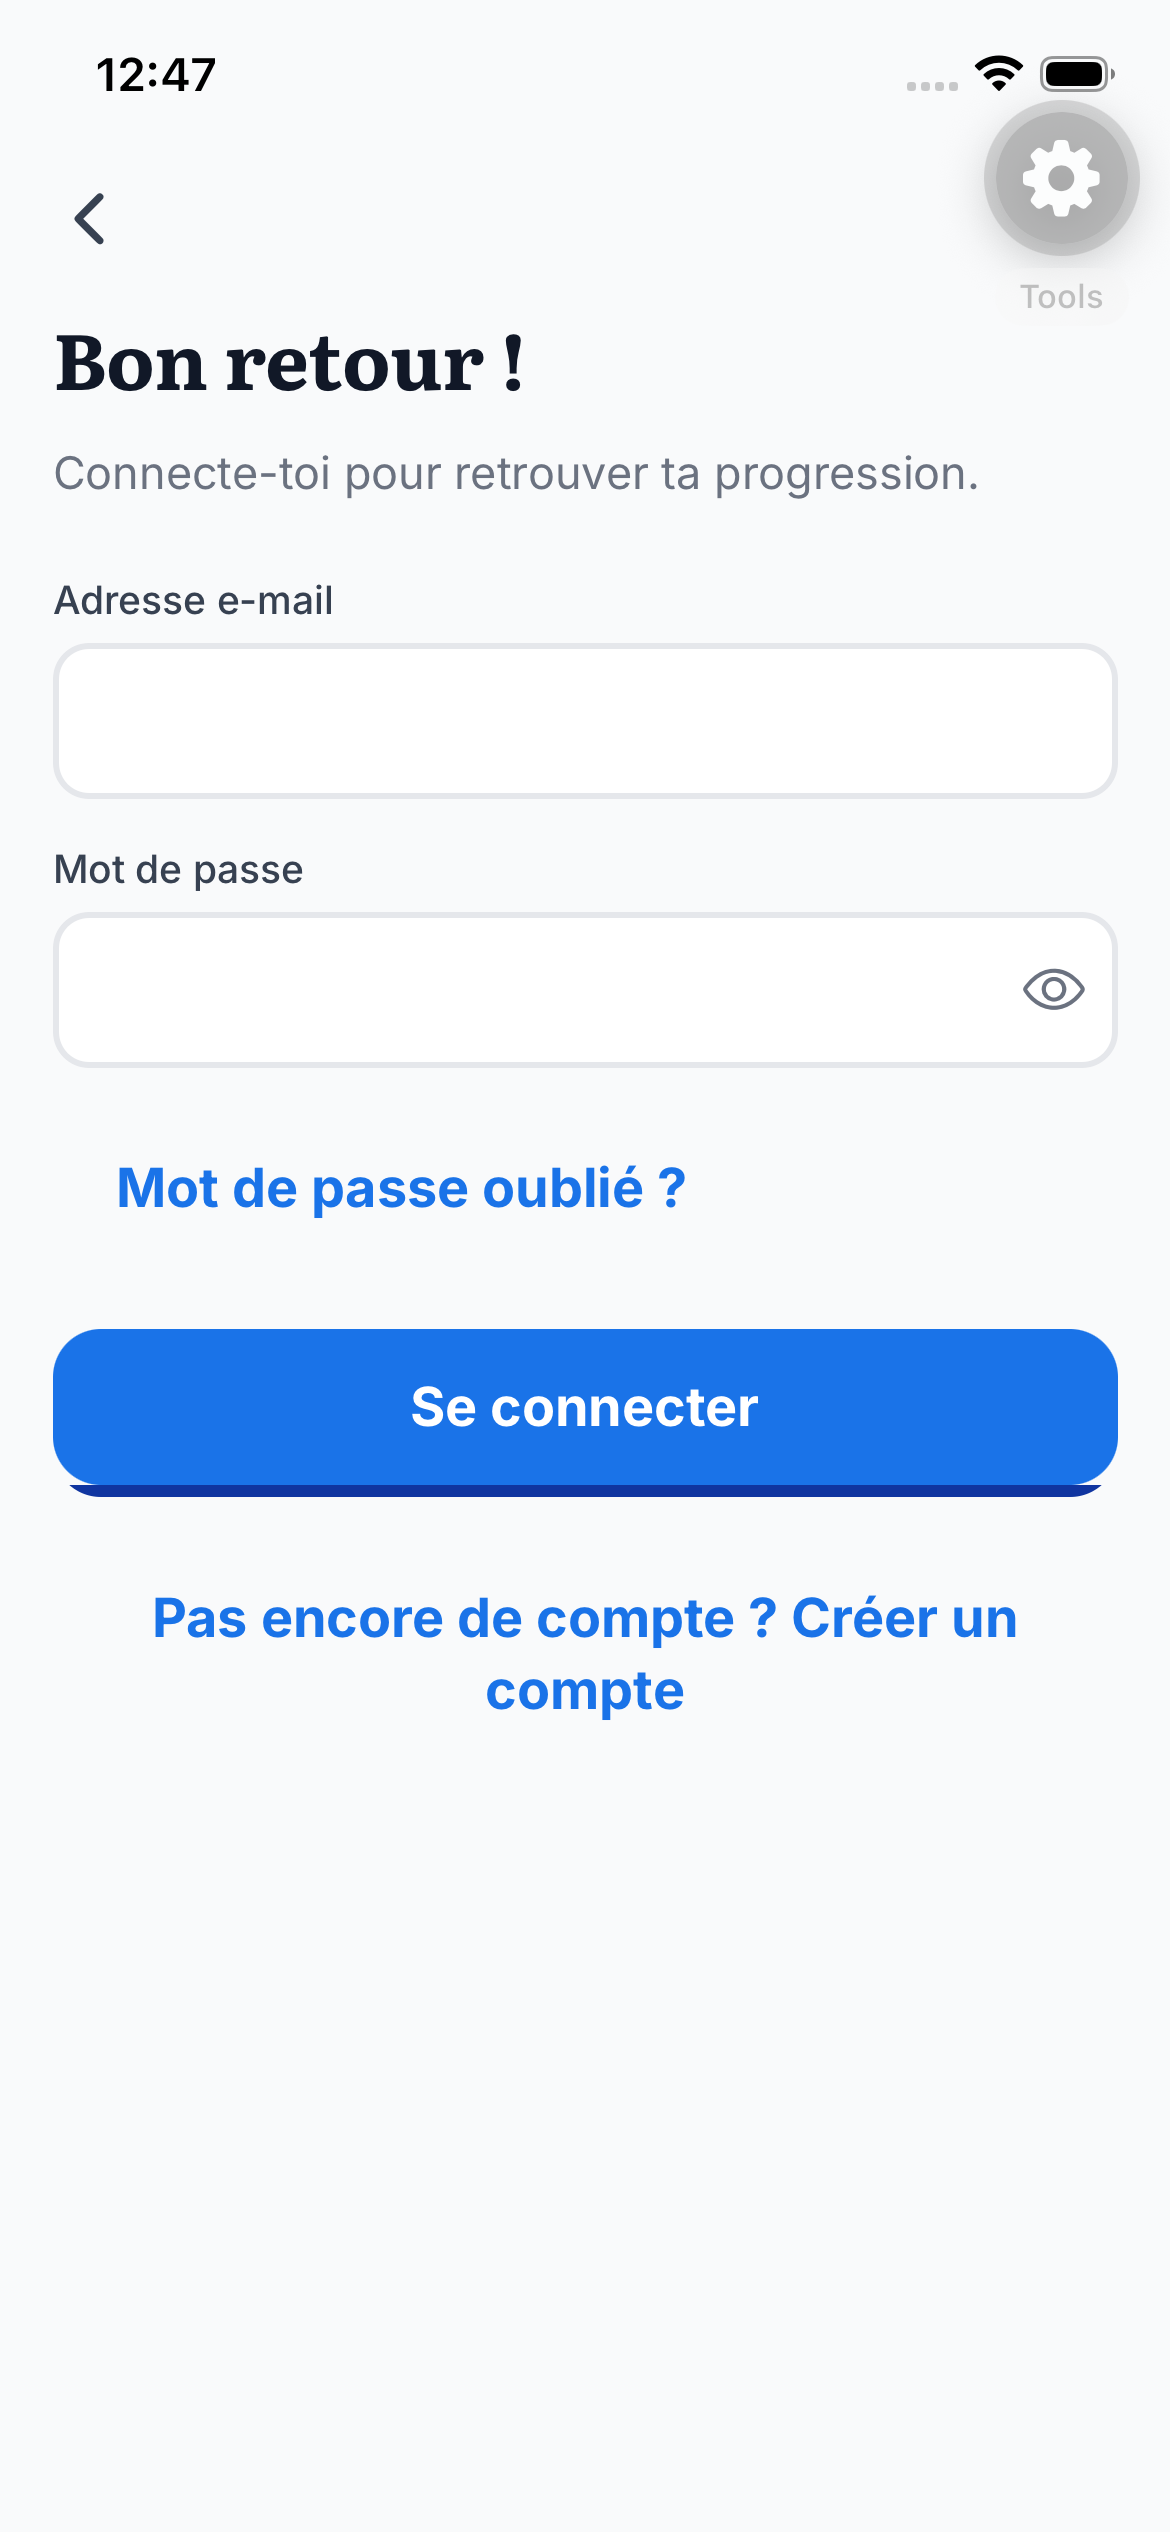 12:47
Tools
Bon retour !
Connecte-toi pour retrouver ta progression.
Adresse e-mail
Mot de passe
Mot de passe oublié ?
Se connecter
Pas encore de compte ? Créer un
compte